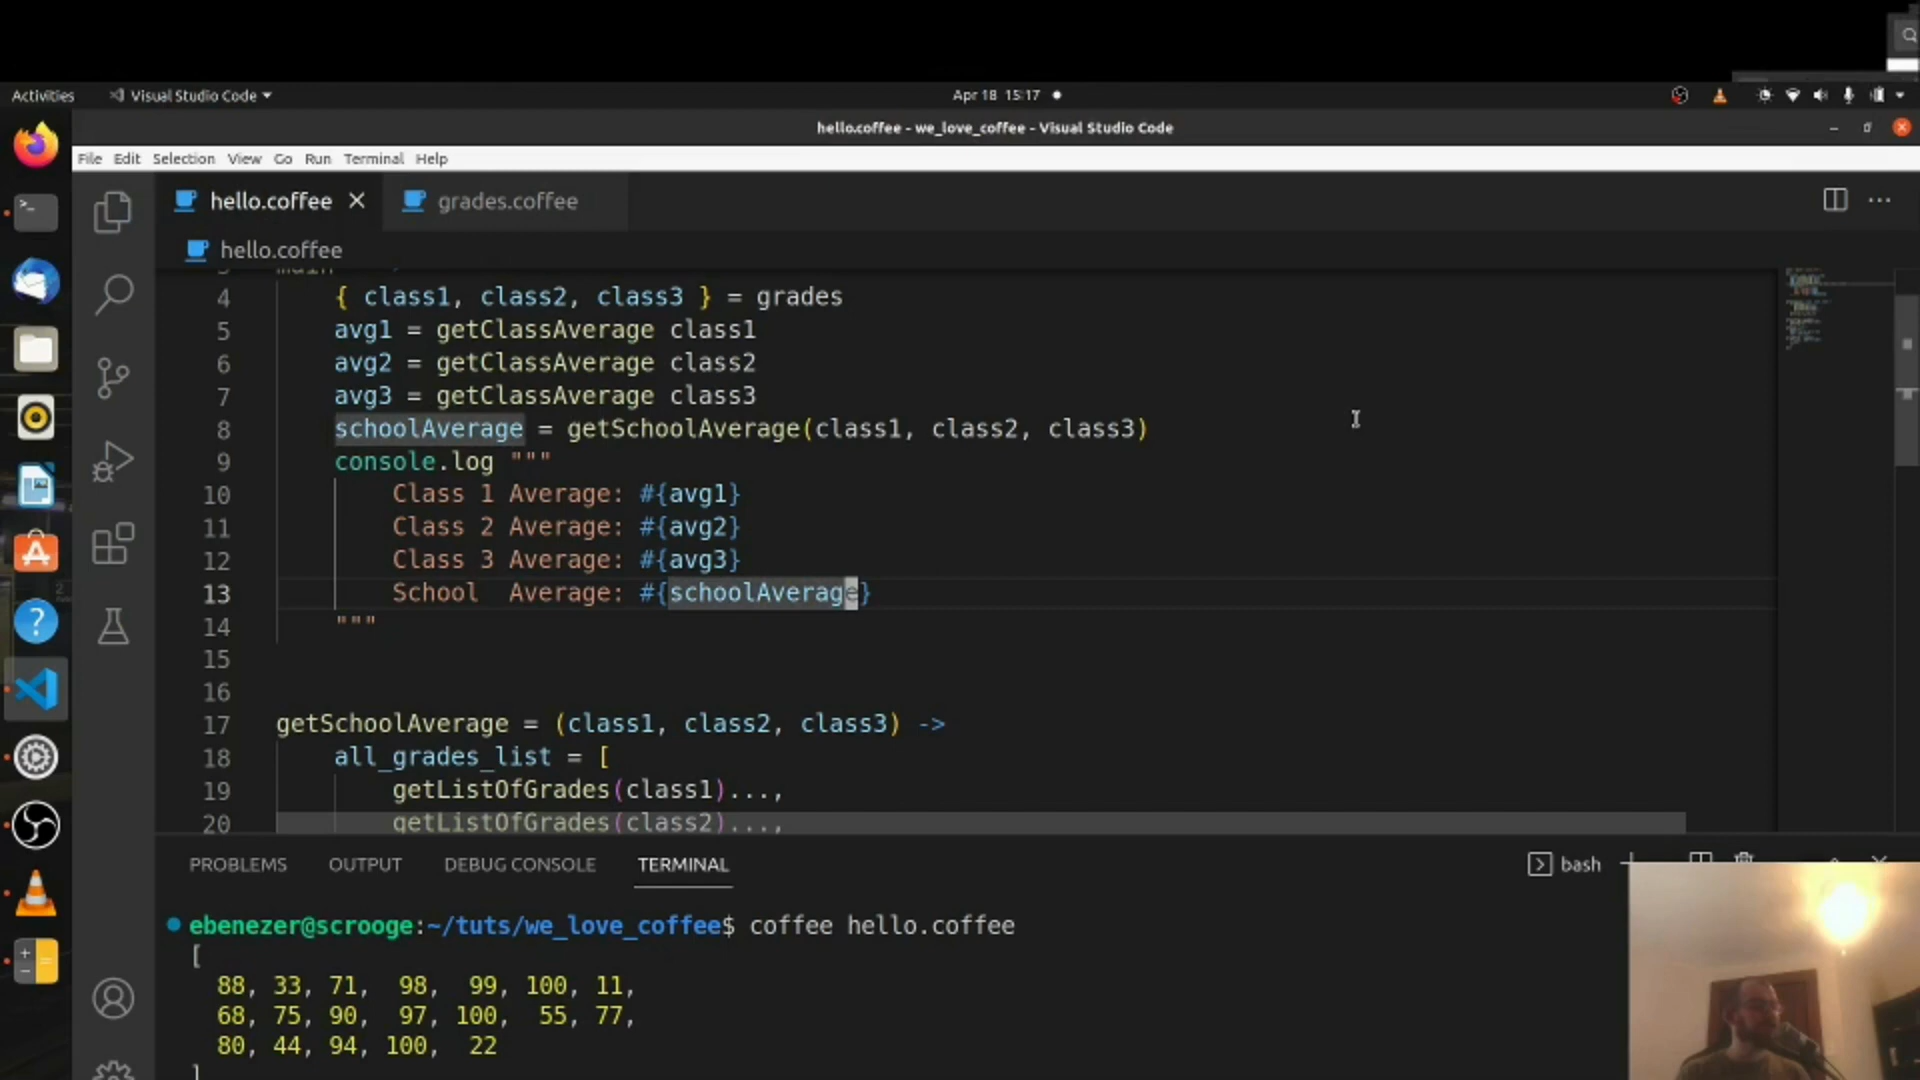 Activities Visual Studio Code Apr 18 15:17
hello.coffee - we_love_coffee - Visual Studio Code
File Edit Selection View Go Run Terminal Help
hello.coffee grades.coffee
hello.coffee
4 { class1, class2, class3 } = grades
5 avg1 = getClassAverage class1
6 avg2 = getClassAverage class2
7 avg3 = getClassAverage class3
8 schoolAverage = getSchoolAverage(class1, class2, class3)
9 console.log """
10 Class 1 Average: #{avg1}
11 Class 2 Average: #{avg2}
12 Class 3 Average: #{avg3}
13 School  Average: #{schoolAverage}
14 """
15
16
17 getSchoolAverage = (class1, class2, class3) ->
18 all_grades_list = [
19 getListOfGrades(class1)...,
20 getListOfGrades(class2)...,
PROBLEMS OUTPUT DEBUG CONSOLE TERMINAL bash
ebenezer@scrooge:~/tuts/we_love_coffee$ coffee hello.coffee
[
88, 33, 71, 98, 99, 100, 11,
68, 75, 90, 97, 100, 55, 77,
80, 44, 94, 100, 22
]